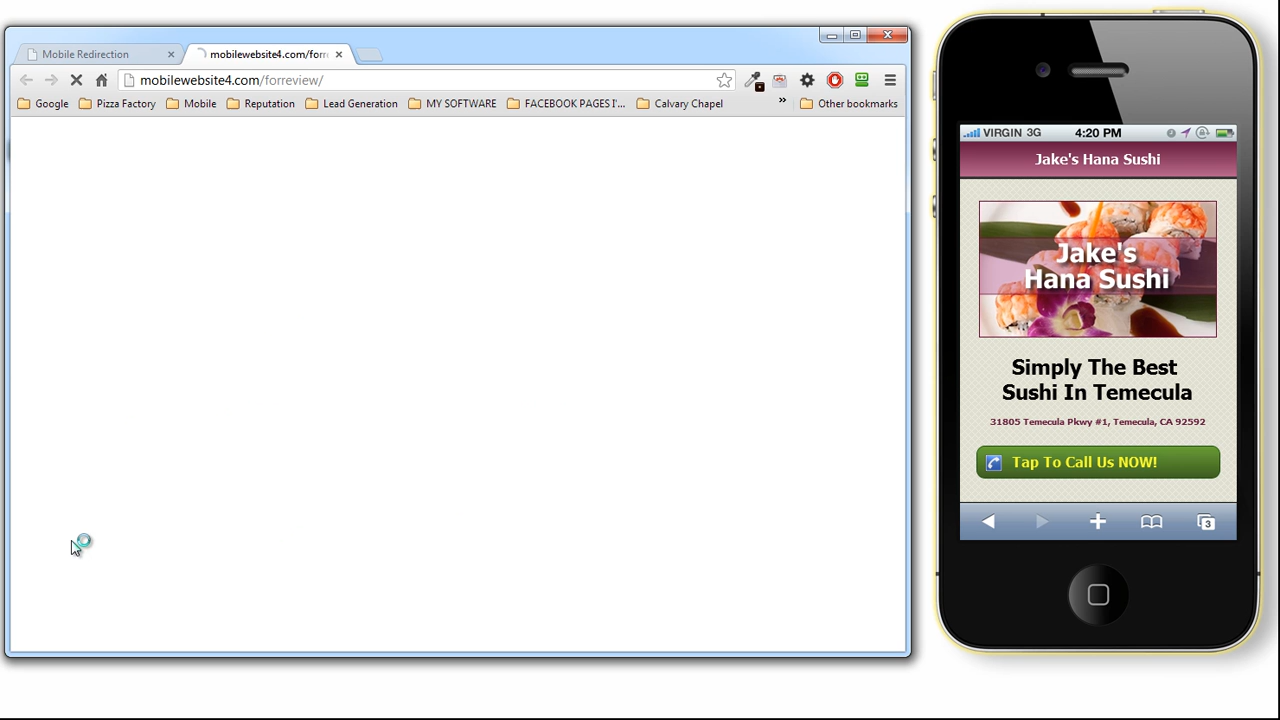 Mobile Redirection
mobilewebsite4.com/forre
mobilewebsite4.com/forreview/
Google Pizza Factory Mobile Reputation Lead Generation MY SOFTWARE FACEBOOK PAGES I'... Calvary Chapel » Other bookmarks
VIRGIN 3G 4:20 PM
Jake's Hana Sushi
Jake's
Hana Sushi
Simply The Best
Sushi In Temecula
31805 Temecula Pkwy #1, Temecula, CA 92592
Tap To Call Us NOW!
3